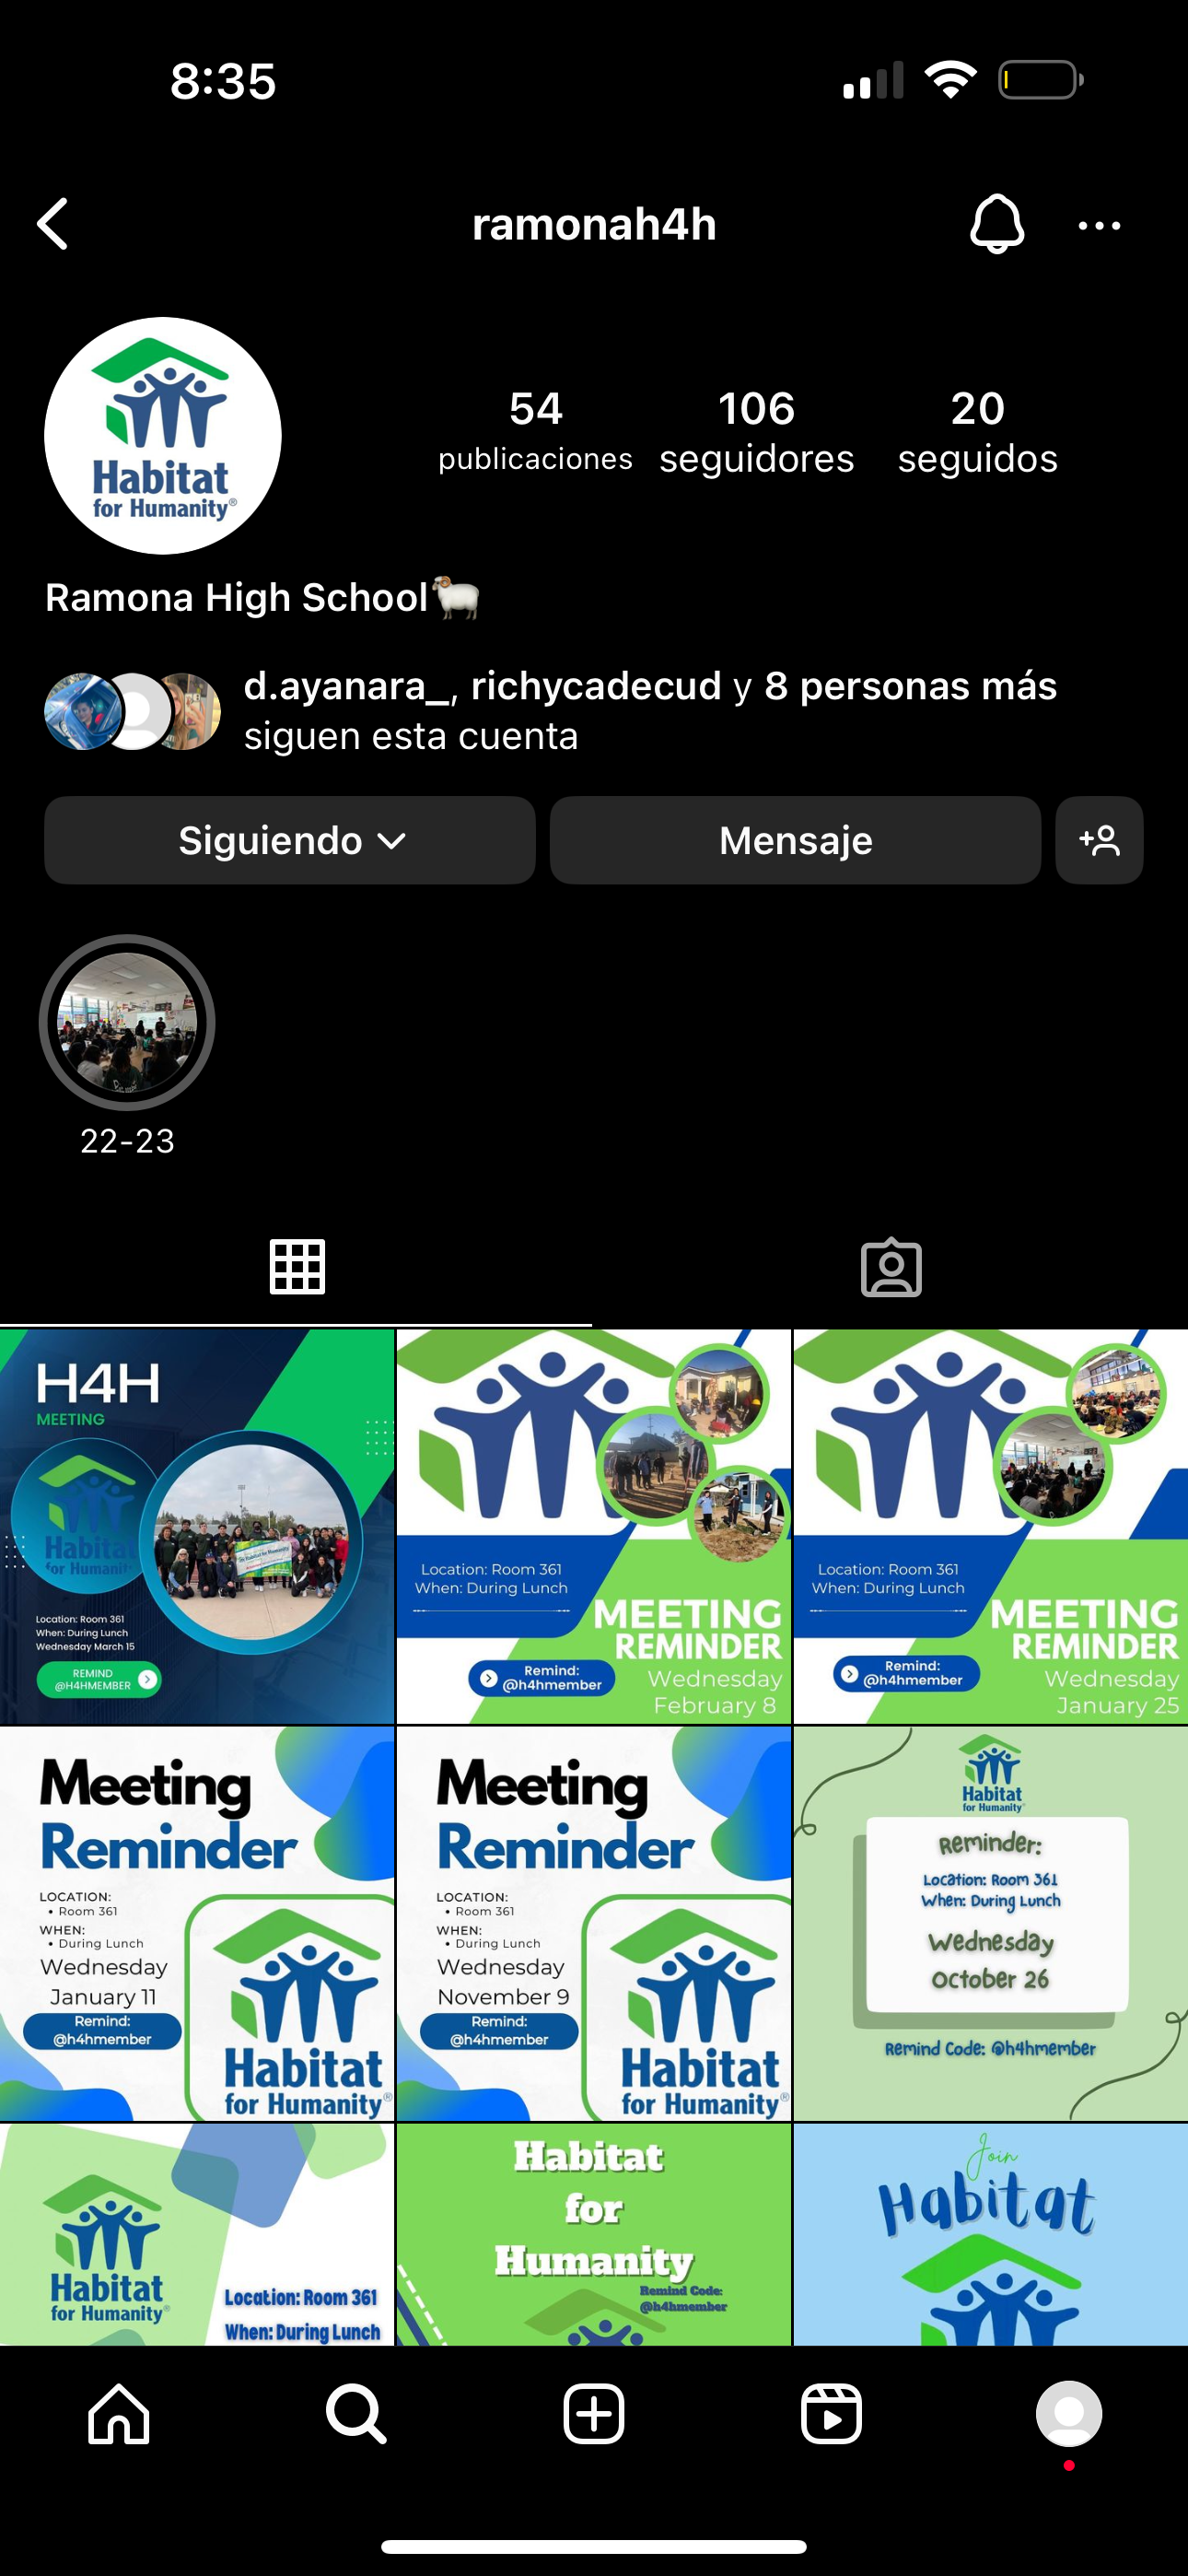 8:35
ramonah4h
54
publicaciones
106
seguidores
20
seguidos
Habitat
for Humanity®
Ramona High School
d.ayanara_, richycadecud y 8 personas más
siguen esta cuenta
Siguiendo
Mensaje
22-23
H4H
MEETING
Habitat
for Humanit
Location: Room 361
When: During Lunch
Wednesday March 15
REMIND
@H4HMEMBER
Location: Room 361
When: During Lunch
MEETING
REMINDER
Remind:
@h4hmember
Wednesday
February 8
Location: Room 361
When: During Lunch
MEETING
REMINDER
Remind:
@h4hmember
Wednesday
January 25
Meeting
Reminder
LOCATION:
• Room 361
WHEN:
• During Lunch
Wednesday
January 11
Remind:
@h4hmember
Habitat
for Humanity®
Meeting
Reminder
LOCATION:
• Room 361
WHEN:
• During Lunch
Wednesday
November 9
Remind:
@h4hmember
Habitat
for Humanity®
Habitat
for Humanity®
Reminder:
Location: Room 361
When: During Lunch
Wednesday
October 26
Remind Code: @h4hmember
Habitat
for Humanity®
Location: Room 361
When: During Lunch
Habitat
for
Humanity
Remind Code:
@h4hmember
Join
Habitat